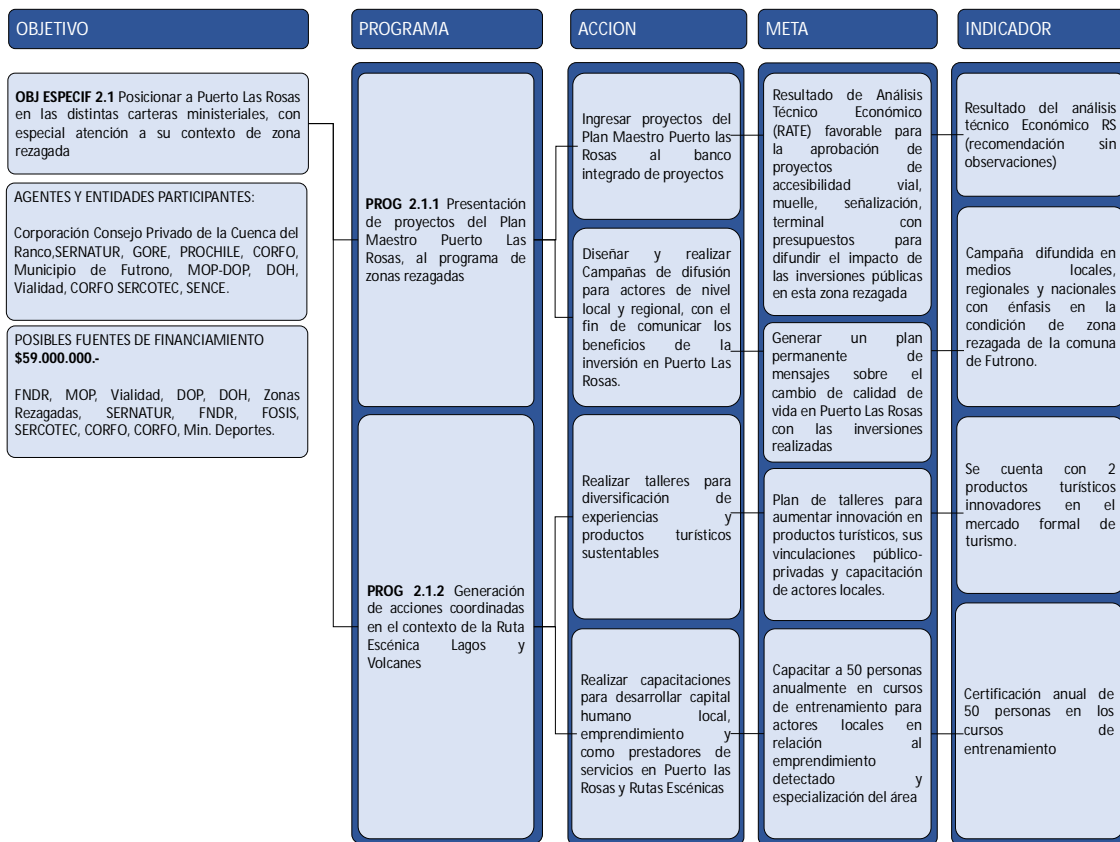 OBJETIVO
PROGRAMA
ACCION
META
INDICADOR
OBJ ESPECIF 2.1 Posicionar a Puerto Las Rosas
en las distintas carteras ministeriales, con
especial atención a su contexto de zona
rezagada
AGENTES Y ENTIDADES PARTICIPANTES:
Corporación Consejo Privado de la Cuenca del
Ranco,SERNATUR, GORE, PROCHILE, CORFO,
Municipio de Futrono, MOP-DOP, DOH,
Vialidad, CORFO SERCOTEC, SENCE.
POSIBLES FUENTES DE FINANCIAMIENTO
$59.000.000.-
FNDR, MOP, Vialidad, DOP, DOH, Zonas
Rezagadas, SERNATUR, FNDR, FOSIS,
SERCOTEC, CORFO, CORFO, Min. Deportes.
PROG 2.1.1 Presentación
de proyectos del Plan
Maestro Puerto Las
Rosas, al programa de
zonas rezagadas
PROG 2.1.2 Generación
de acciones coordinadas
en el contexto de la Ruta
Escénica Lagos y
Volcanes
Ingresar proyectos del
Plan Maestro Puerto las
Rosas al banco
integrado de proyectos
Diseñar y realizar
Campañas de difusión
para actores de nivel
local y regional, con el
fin de comunicar los
beneficios de la
inversión en Puerto Las
Rosas.
Realizar talleres para
diversificación de
experiencias y
productos turísticos
sustentables
Realizar capacitaciones
para desarrollar capital
humano local,
emprendimiento y
como prestadores de
servicios en Puerto las
Rosas y Rutas Escénicas
Resultado de Análisis
Técnico Económico
(RATE) favorable para
la aprobación de
proyectos de
accesibilidad vial,
muelle, señalización,
terminal con
presupuestos para
difundir el impacto de
las inversiones públicas
en esta zona rezagada
Generar un plan
permanente de
mensajes sobre el
cambio de calidad de
vida en Puerto Las Rosas
con las inversiones
realizadas
Plan de talleres para
aumentar innovación en
productos turísticos, sus
vinculaciones público-
privadas y capacitación
de actores locales.
Capacitar a 50 personas
anualmente en cursos
de entrenamiento para
actores locales en
relación al
emprendimiento
detectado y
especialización del área
Resultado del análisis
técnico Económico RS
(recomendación sin
observaciones)
Campaña difundida en
medios locales,
regionales y nacionales
con énfasis en la
condición de zona
rezagada de la comuna
de Futrono.
Se cuenta con 2
productos turísticos
innovadores en el
mercado formal de
turismo.
Certificación anual de
50 personas en los
cursos de
entrenamiento